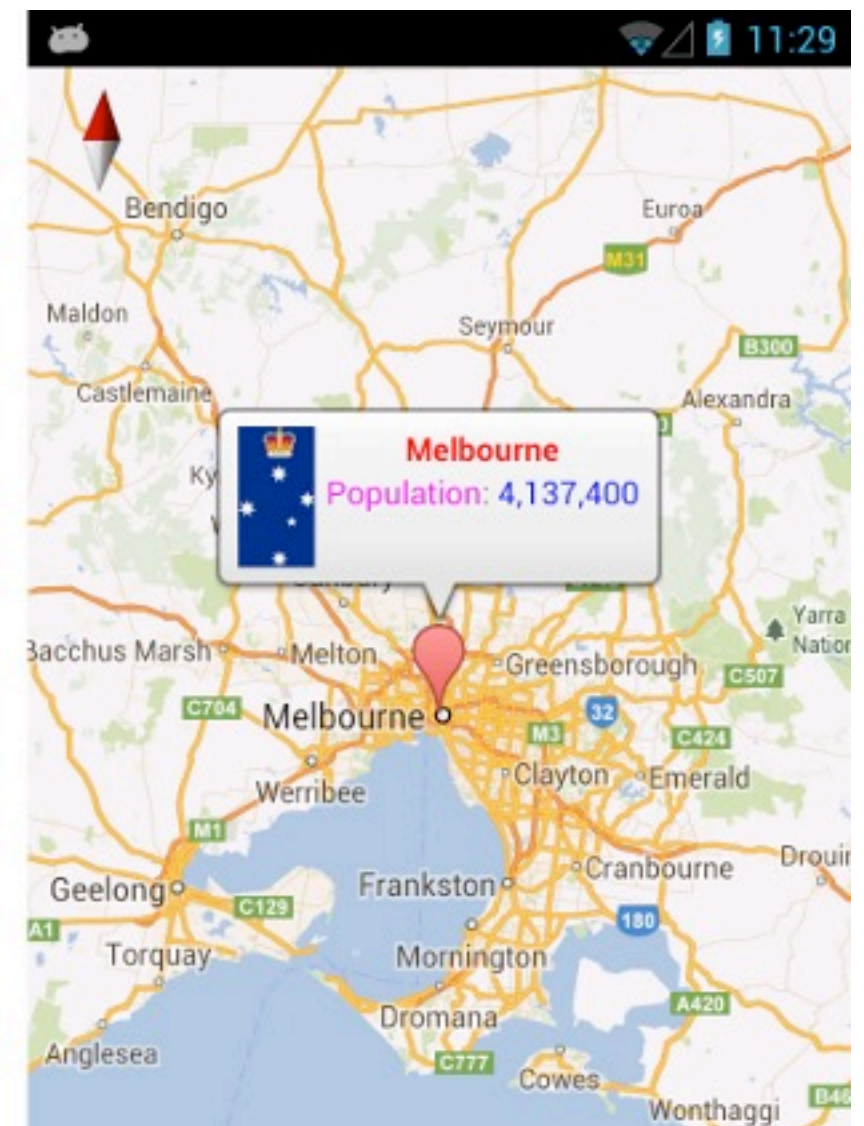 11:29
Bendigo
Euroa
M31
Maldon
Seymour
B300
Castlemaine
Alexandra
Melbourne
Population: 4,137,400
Yarra
Bacchus Marsh
Melton
Greensborough
C507
C704
Melbourne
32
M3
C424
Clayton
Emerald
Werribee
M1
Cranbourne
Drouin
Geelong
Frankston
C129
180
A1
Torquay
Mornington
A420
Dromana
Anglesea
C777
Cowes
Wonthaggi